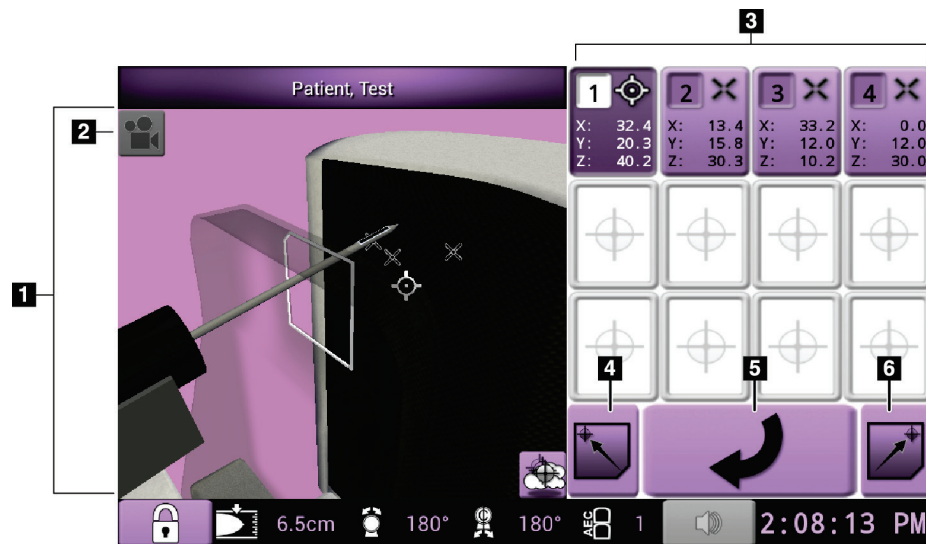 3
Patient, Test
1 2 3 4
X: 32.4 X: 13.4 X: 33.2 X: 0.0
Y: 20.3 Y: 15.8 Y: 12.0 Y: 12.0
Z: 40.2 Z: 30.3 Z: 10.2 Z: 30.0
2
1
4 5 6
6.5cm 180° C 180° AEC 1 2:08:13 PM